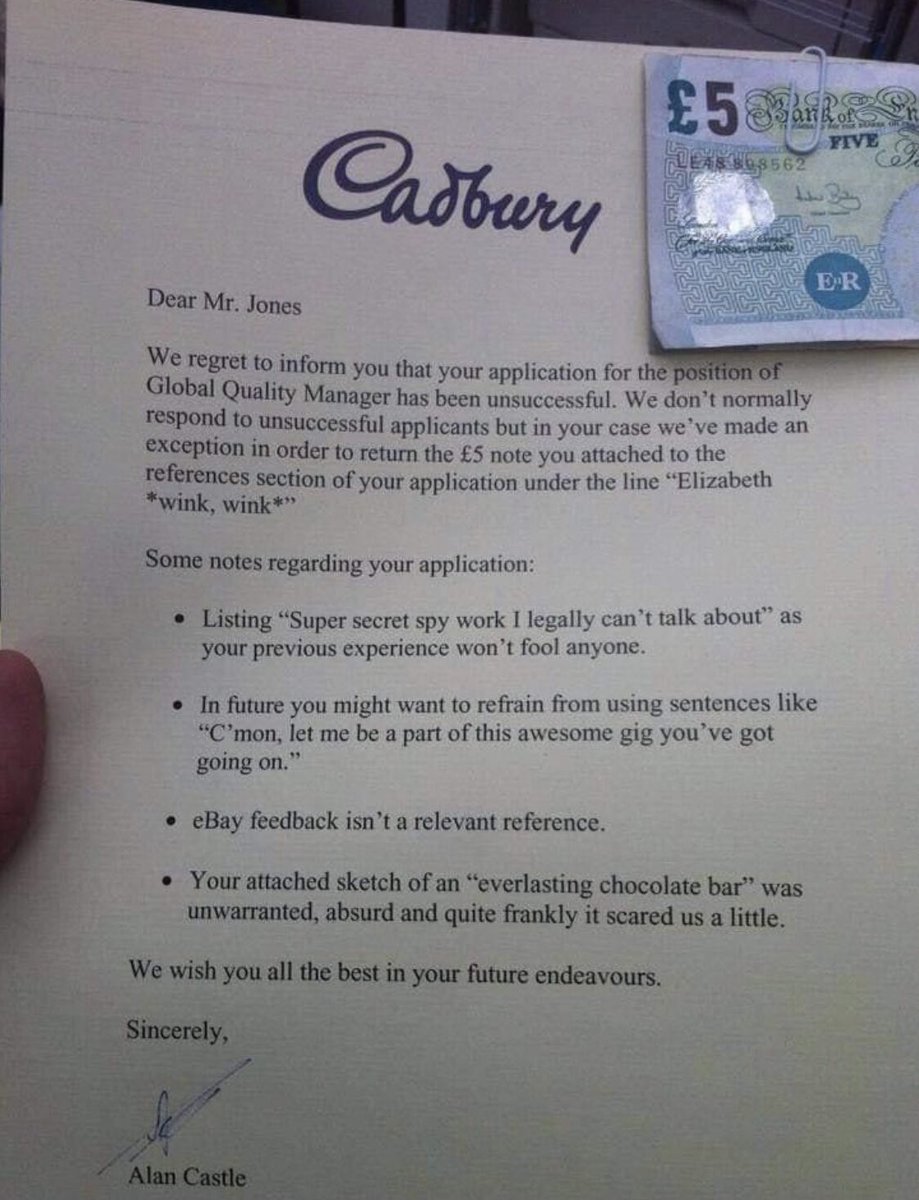 Cadbury
£5 Bank of
FIVE
LE48 898562
EIIR
Dear Mr. Jones
We regret to inform you that your application for the position of
Global Quality Manager has been unsuccessful. We don't normally
respond to unsuccessful applicants but in your case we've made an
exception in order to return the £5 note you attached to the
references section of your application under the line “Elizabeth
*wink, wink*”
Some notes regarding your application:
• Listing “Super secret spy work I legally can't talk about” as
your previous experience won't fool anyone.
• In future you might want to refrain from using sentences like
“C'mon, let me be a part of this awesome gig you've got
going on.”
• eBay feedback isn't a relevant reference.
• Your attached sketch of an “everlasting chocolate bar” was
unwarranted, absurd and quite frankly it scared us a little.
We wish you all the best in your future endeavours.
Sincerely,
Alan Castle